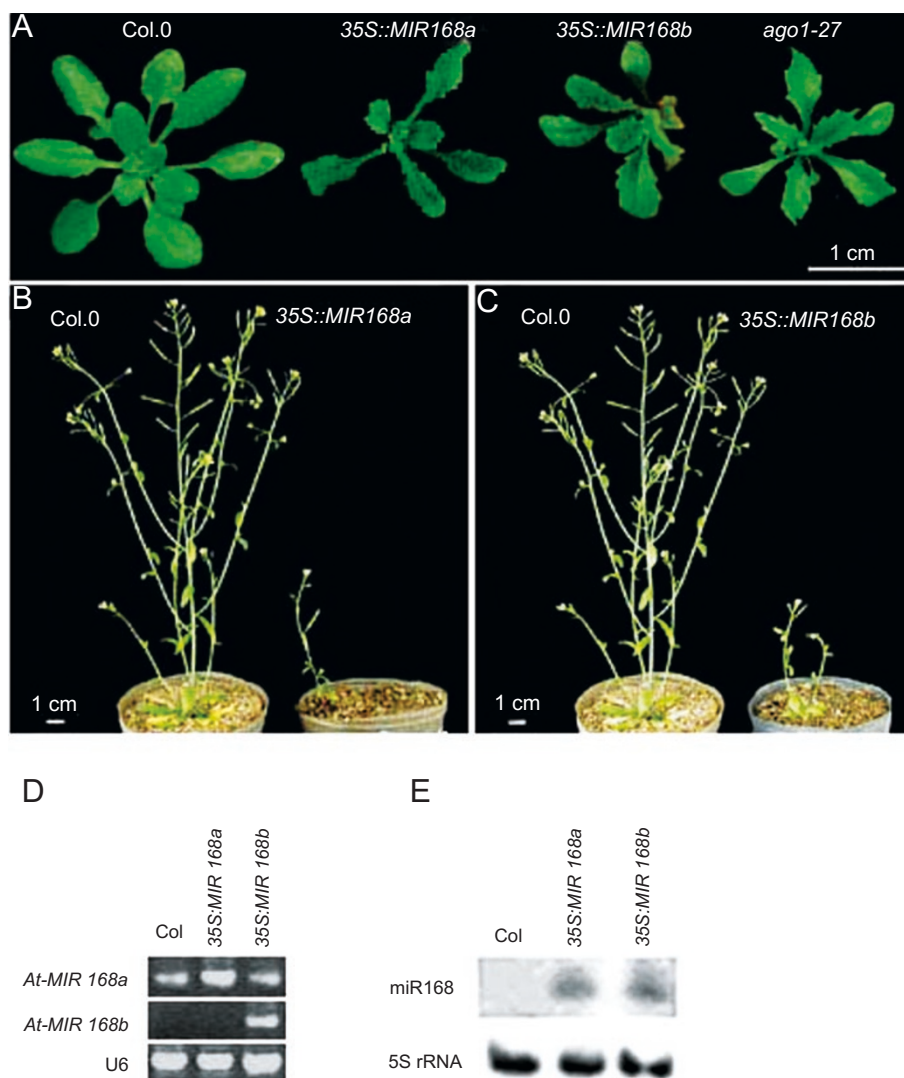 A
Col.0
35S::MIR168a
35S::MIR168b
ago1-27
1 cm
B
Col.0
35S::MIR168a
1 cm
C
Col.0
35S::MIR168b
1 cm
D
Col
35S:MIR 168a
35S:MIR 168b
At-MIR 168a
At-MIR 168b
U6
E
Col
35S:MIR 168a
35S:MIR 168b
miR168
5S rRNA